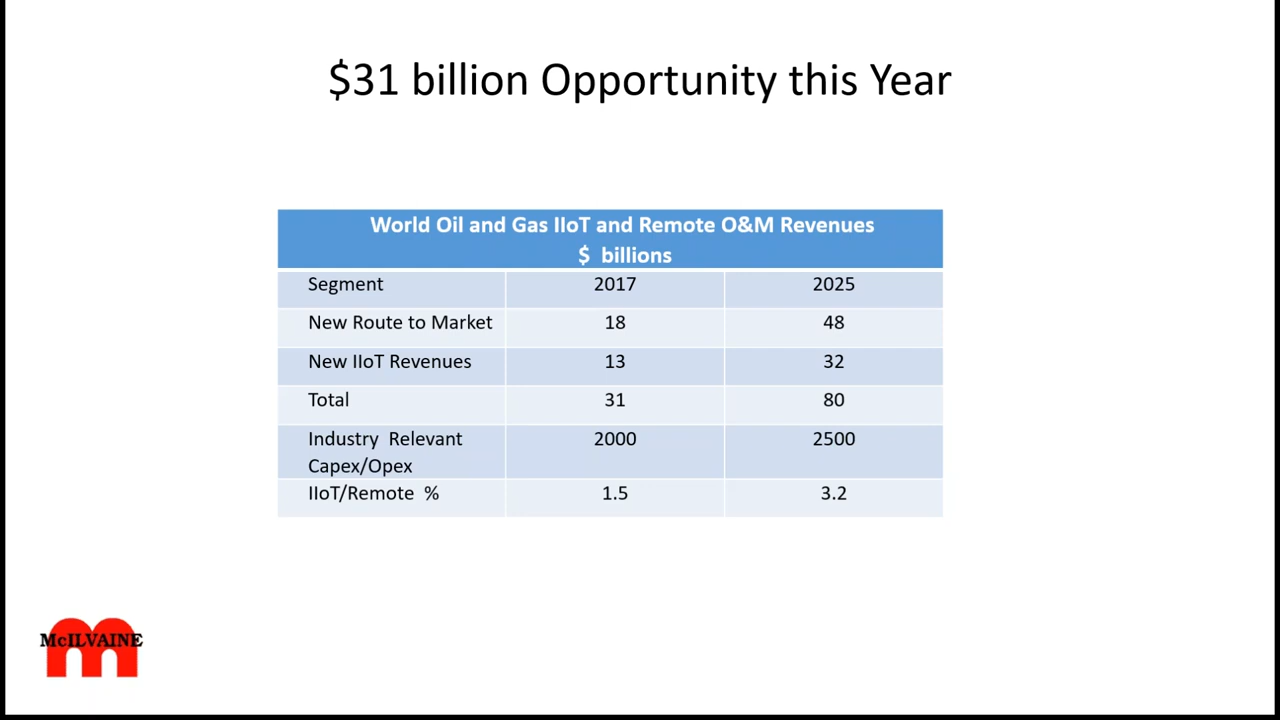 $31 billion Opportunity this Year
World Oil and Gas IIoT and Remote O&M Revenues
$ billions
Segment 2017 2025
New Route to Market 18 48
New IIoT Revenues 13 32
Total 31 80
Industry Relevant 2000 2500
Capex/Opex
IIoT/Remote % 1.5 3.2
McILVAINE